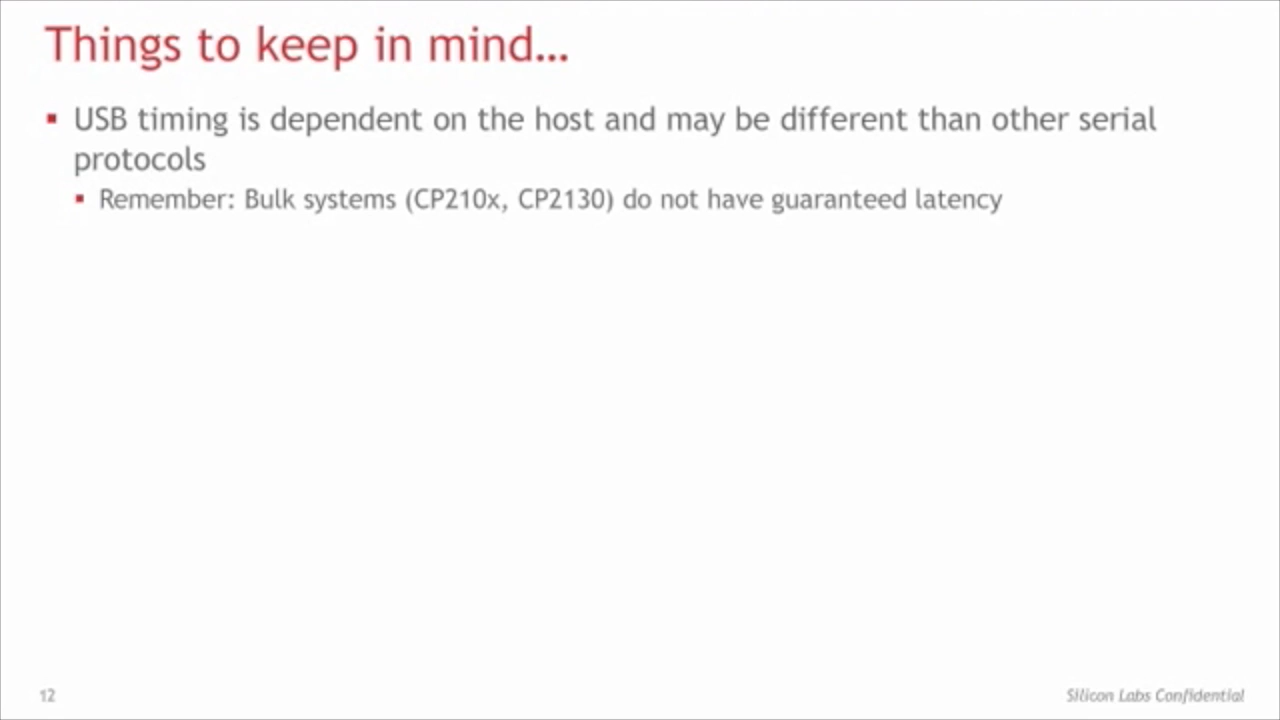 Things to keep in mind…
▪ USB timing is dependent on the host and may be different than other serial
protocols
▪ Remember: Bulk systems (CP210x, CP2130) do not have guaranteed latency
12
Silicon Labs Confidential